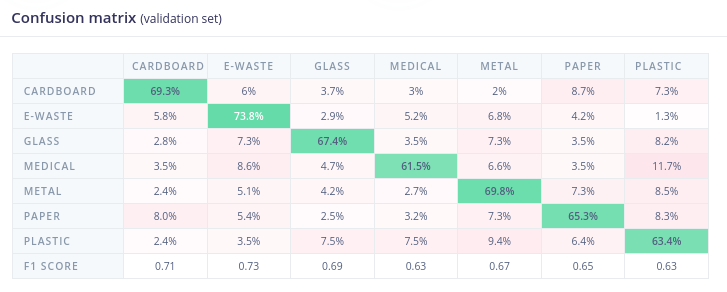 Confusion matrix (validation set)
CARDBOARD E-WASTE GLASS MEDICAL METAL PAPER PLASTIC
CARDBOARD 69.3% 6% 3.7% 3% 2% 8.7% 7.3%
E-WASTE 5.8% 73.8% 2.9% 5.2% 6.8% 4.2% 1.3%
GLASS 2.8% 7.3% 67.4% 3.5% 7.3% 3.5% 8.2%
MEDICAL 3.5% 8.6% 4.7% 61.5% 6.6% 3.5% 11.7%
METAL 2.4% 5.1% 4.2% 2.7% 69.8% 7.3% 8.5%
PAPER 8.0% 5.4% 2.5% 3.2% 7.3% 65.3% 8.3%
PLASTIC 2.4% 3.5% 7.5% 7.5% 9.4% 6.4% 63.4%
F1 SCORE 0.71 0.73 0.69 0.63 0.67 0.65 0.63